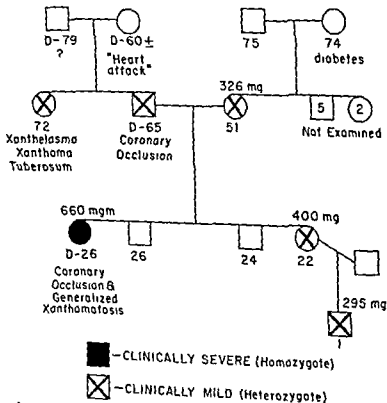 D-79
?
D-60±
"Heart
attack"
75
74
diabetes
72
Xanthelasma
Xanthoma
Tuberosum
D-65
Coronary
Occlusion
326 mg
51
5
2
Not Examined
660 mgm
D-26
Coronary
Occlusion &
Generalized
Xanthomatosis
26
24
400 mg
22
295 mg
1
-CLINICALLY SEVERE (Homozygote)
-CLINICALLY MILD (Heterozygote)